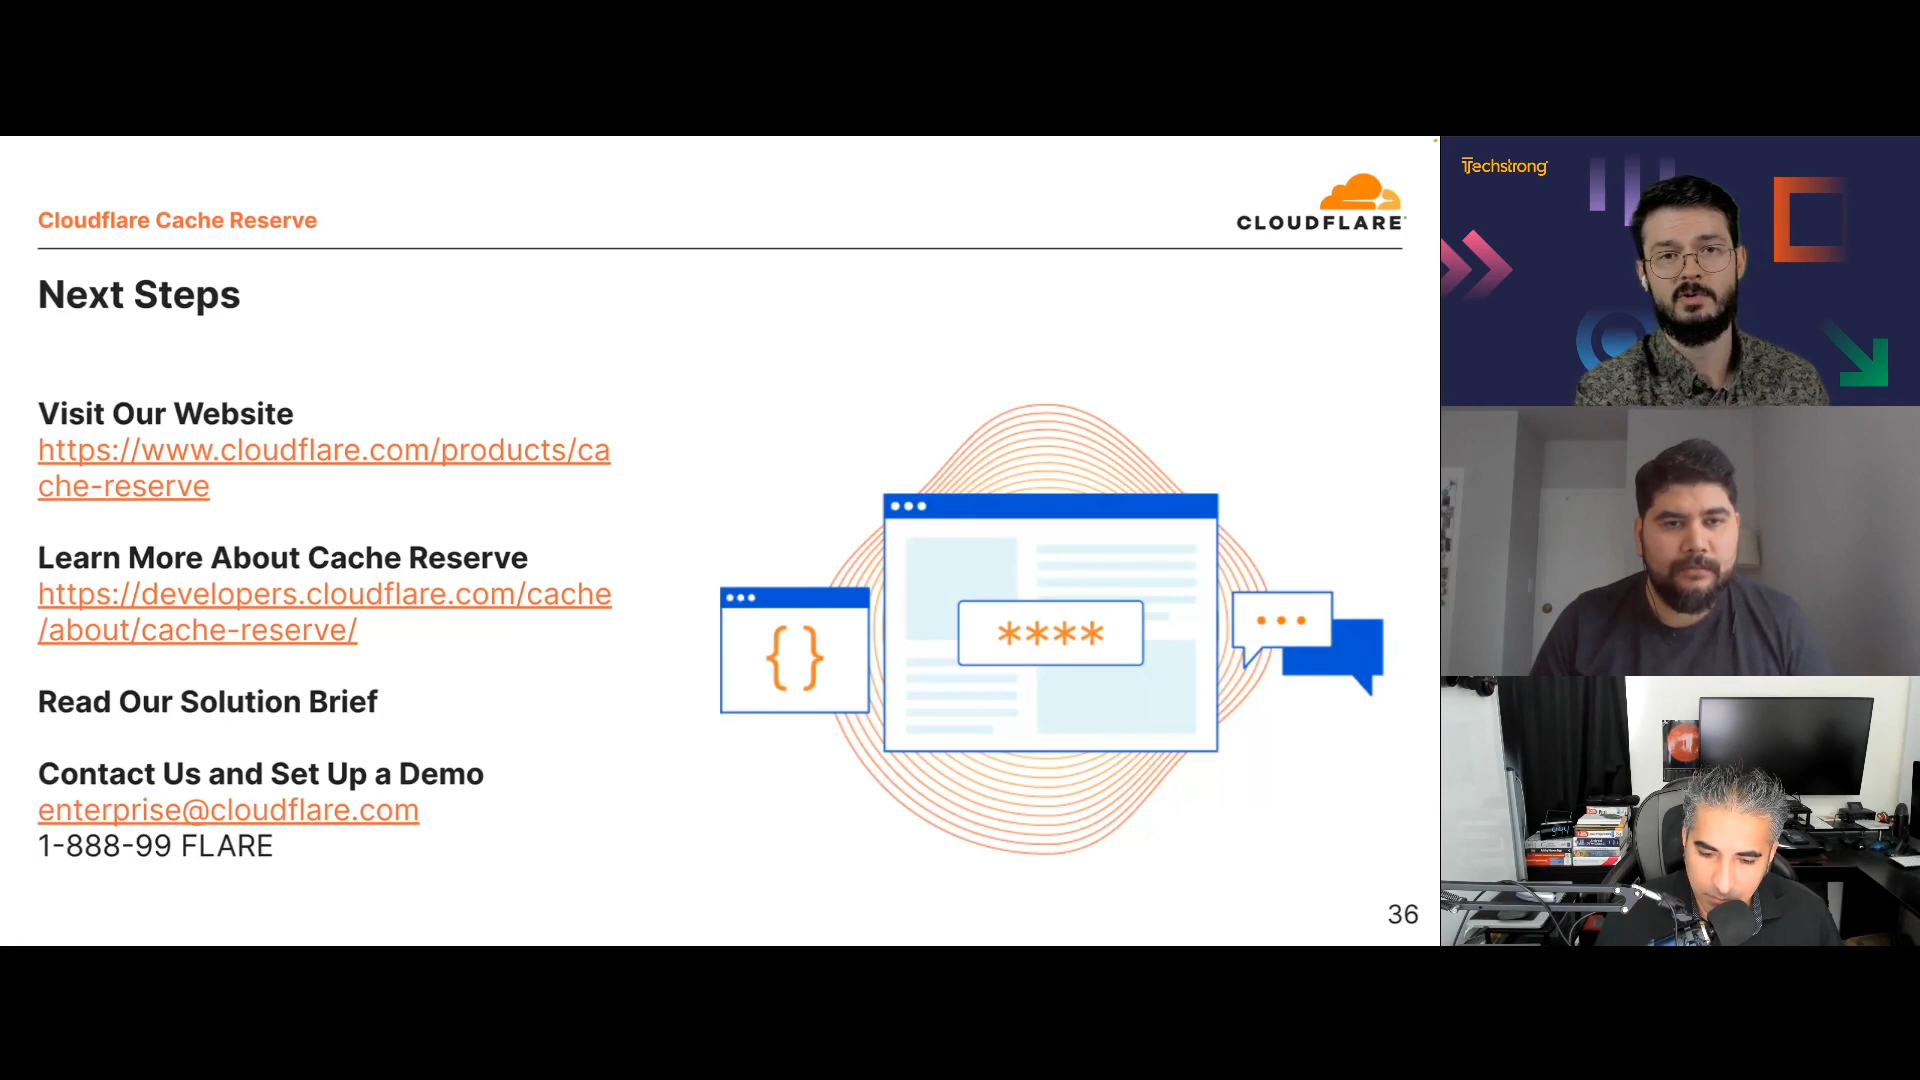 Cloudflare Cache Reserve
CLOUDFLARE
Techstrong
Next Steps
Visit Our Website
https://www.cloudflare.com/products/ca
che-reserve
Learn More About Cache Reserve
https://developers.cloudflare.com/cache
/about/cache-reserve/
Read Our Solution Brief
Contact Us and Set Up a Demo
enterprise@cloudflare.com
1-888-99 FLARE
{ }
****
36